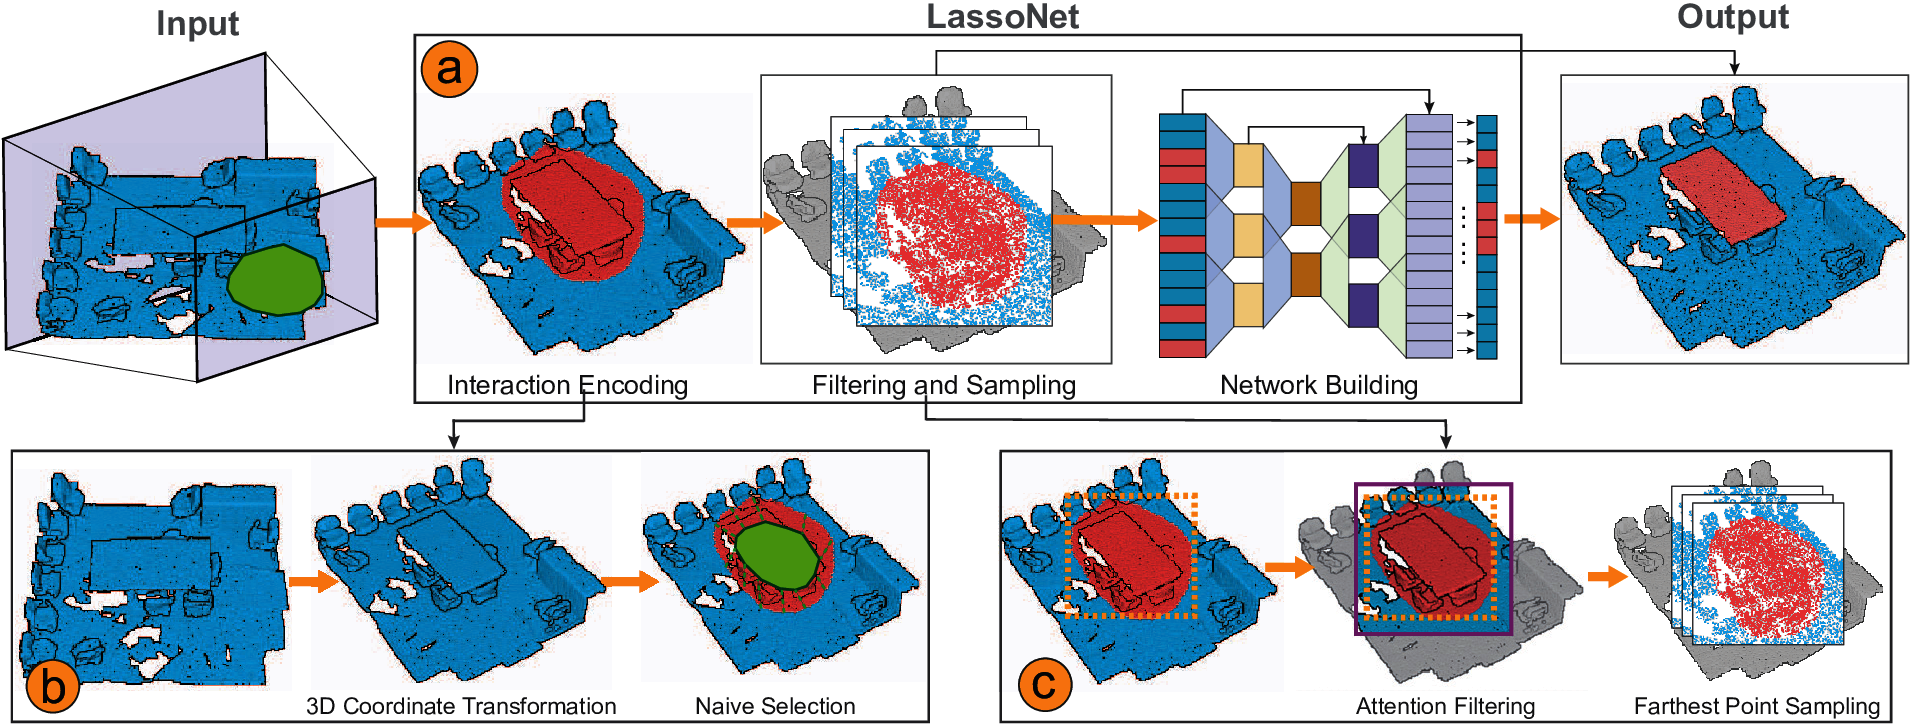 Input
LassoNet
Output
a
Interaction Encoding
Filtering and Sampling
Network Building
b
3D Coordinate Transformation
Naive Selection
c
Attention Filtering
Farthest Point Sampling